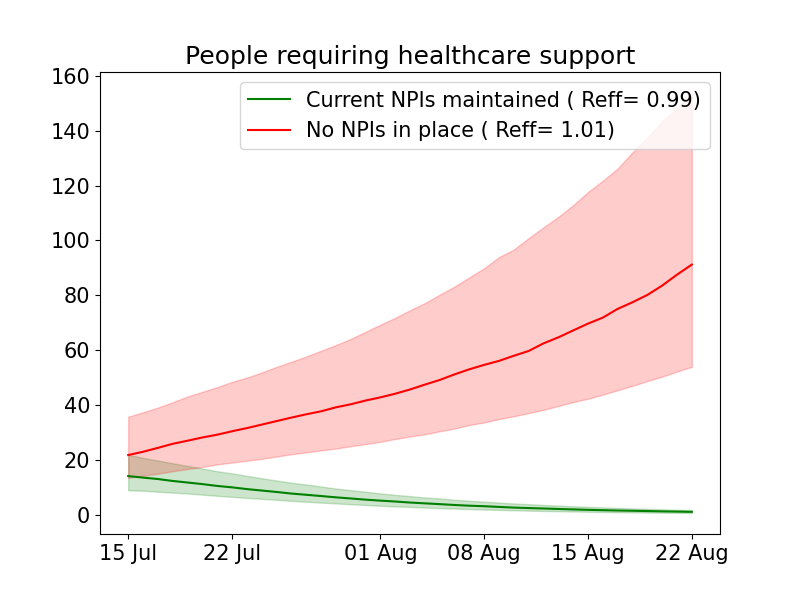 People requiring healthcare support
Current NPIs maintained ( Reff= 0.99)
No NPIs in place ( Reff= 1.01)
160
140
120
100
80
60
40
20
0
15 Jul
22 Jul
01 Aug
08 Aug
15 Aug
22 Aug